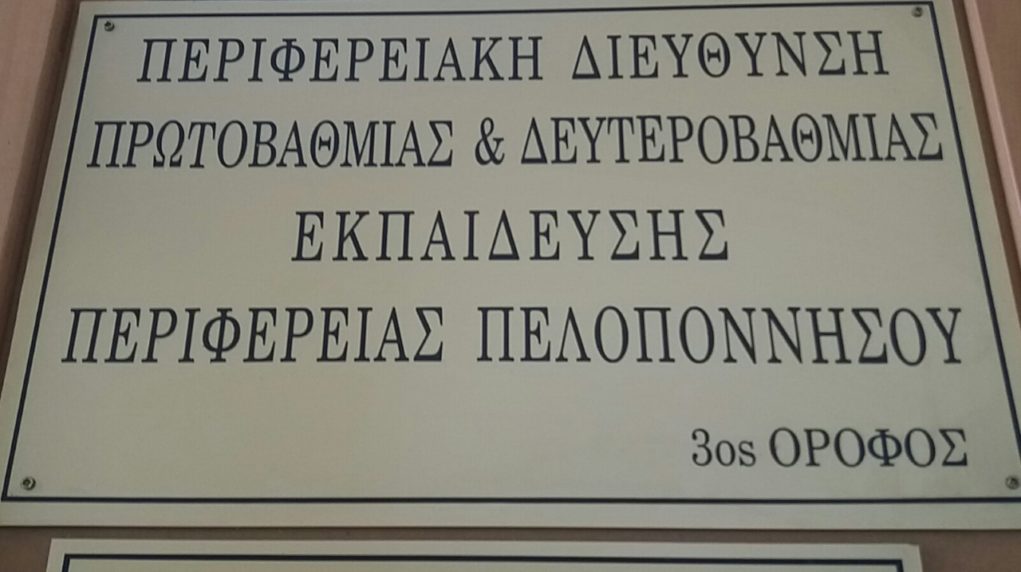 ΠΕΡΙΦΕΡΕΙΑΚΗ ΔΙΕΥΘΥΝΣΗ
ΠΡΩΤΟΒΑΘΜΙΑΣ & ΔΕΥΤΕΡΟΒΑΘΜΙΑΣ
ΕΚΠΑΙΔΕΥΣΗΣ
ΠΕΡΙΦΕΡΕΙΑΣ ΠΕΛΟΠΟΝΝΗΣΟΥ
3os ΟΡΟΦΟΣ